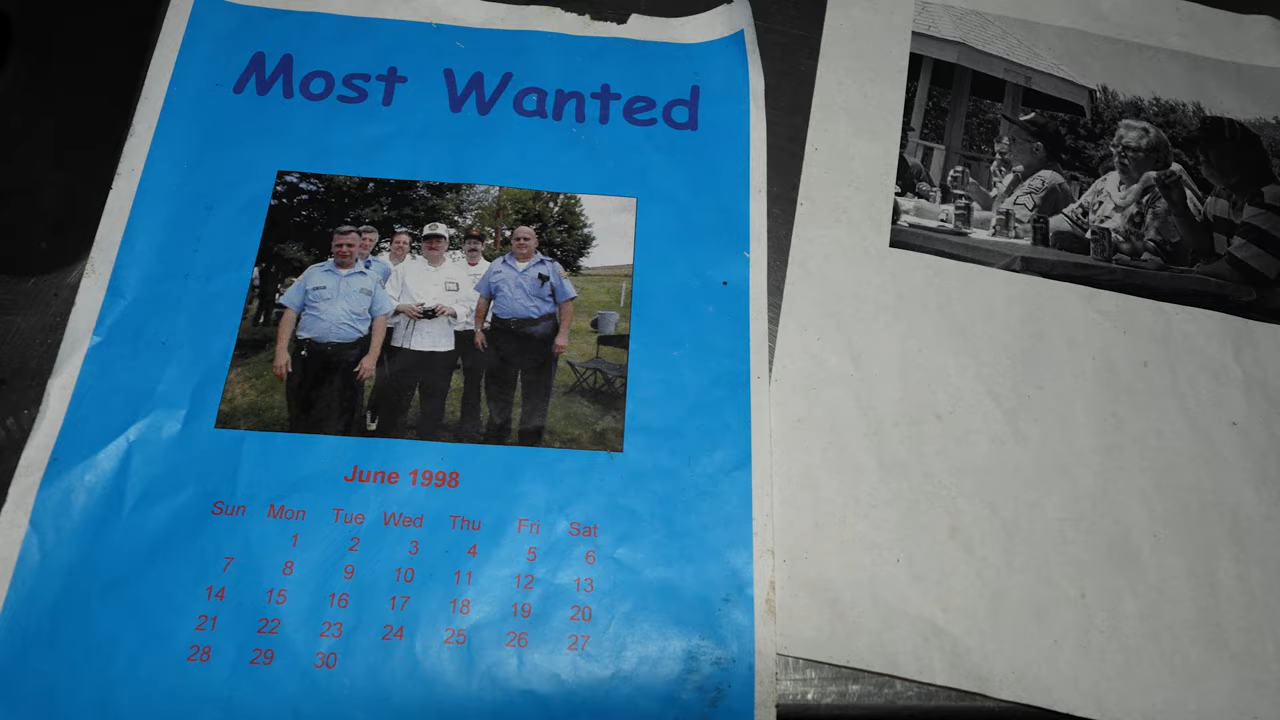 Most Wanted
June 1998
Sun Mon Tue Wed Thu Fri Sat
1 2 3 4 5 6
7 8 9 10 11 12 13
14 15 16 17 18 19 20
21 22 23 24 25 26 27
28 29 30